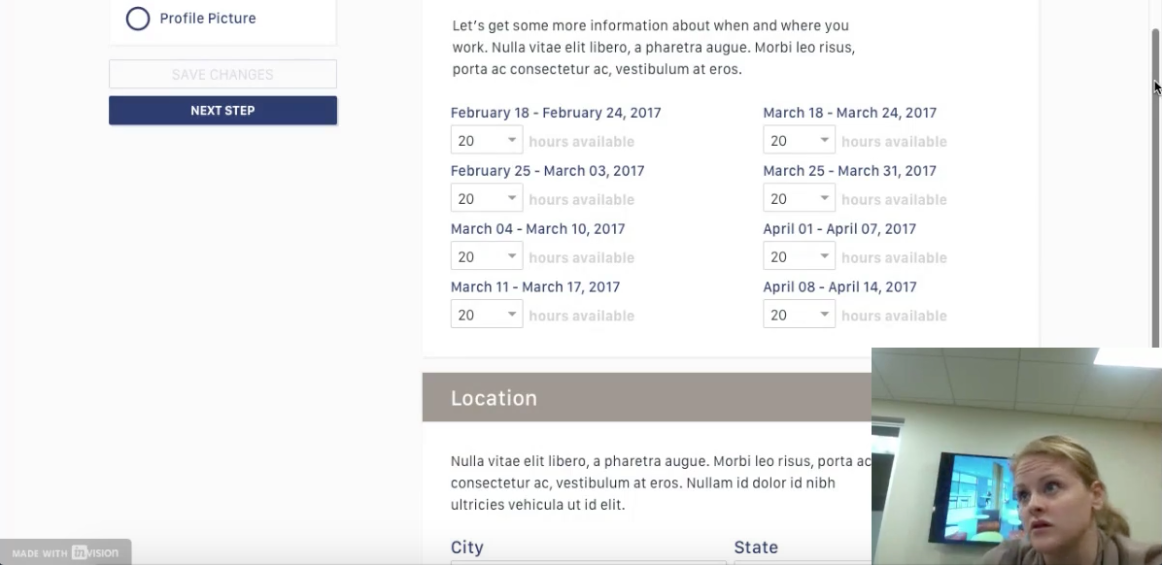 Profile Picture
SAVE CHANGES
NEXT STEP
Let's get some more information about when and where you
work. Nulla vitae elit libero, a pharetra augue. Morbi leo risus,
porta ac consectetur ac, vestibulum at eros.
February 18 - February 24, 2017
20 hours available
February 25 - March 03, 2017
20 hours available
March 04 - March 10, 2017
20 hours available
March 11 - March 17, 2017
20 hours available
March 18 - March 24, 2017
20 hours available
March 25 - March 31, 2017
20 hours available
April 01 - April 07, 2017
20 hours available
April 08 - April 14, 2017
20 hours available
Location
Nulla vitae elit libero, a pharetra augue. Morbi leo risus, porta ac
consectetur ac, vestibulum at eros. Nullam id dolor id nibh
ultricies vehicula ut id elit.
City
State
MADE WITH inVISION